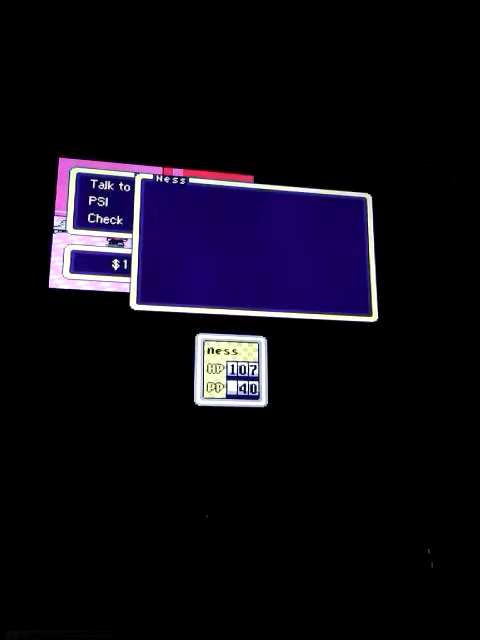 Talk to
PSI
Check
$1
Ness
Ness
HP 107
PP 40